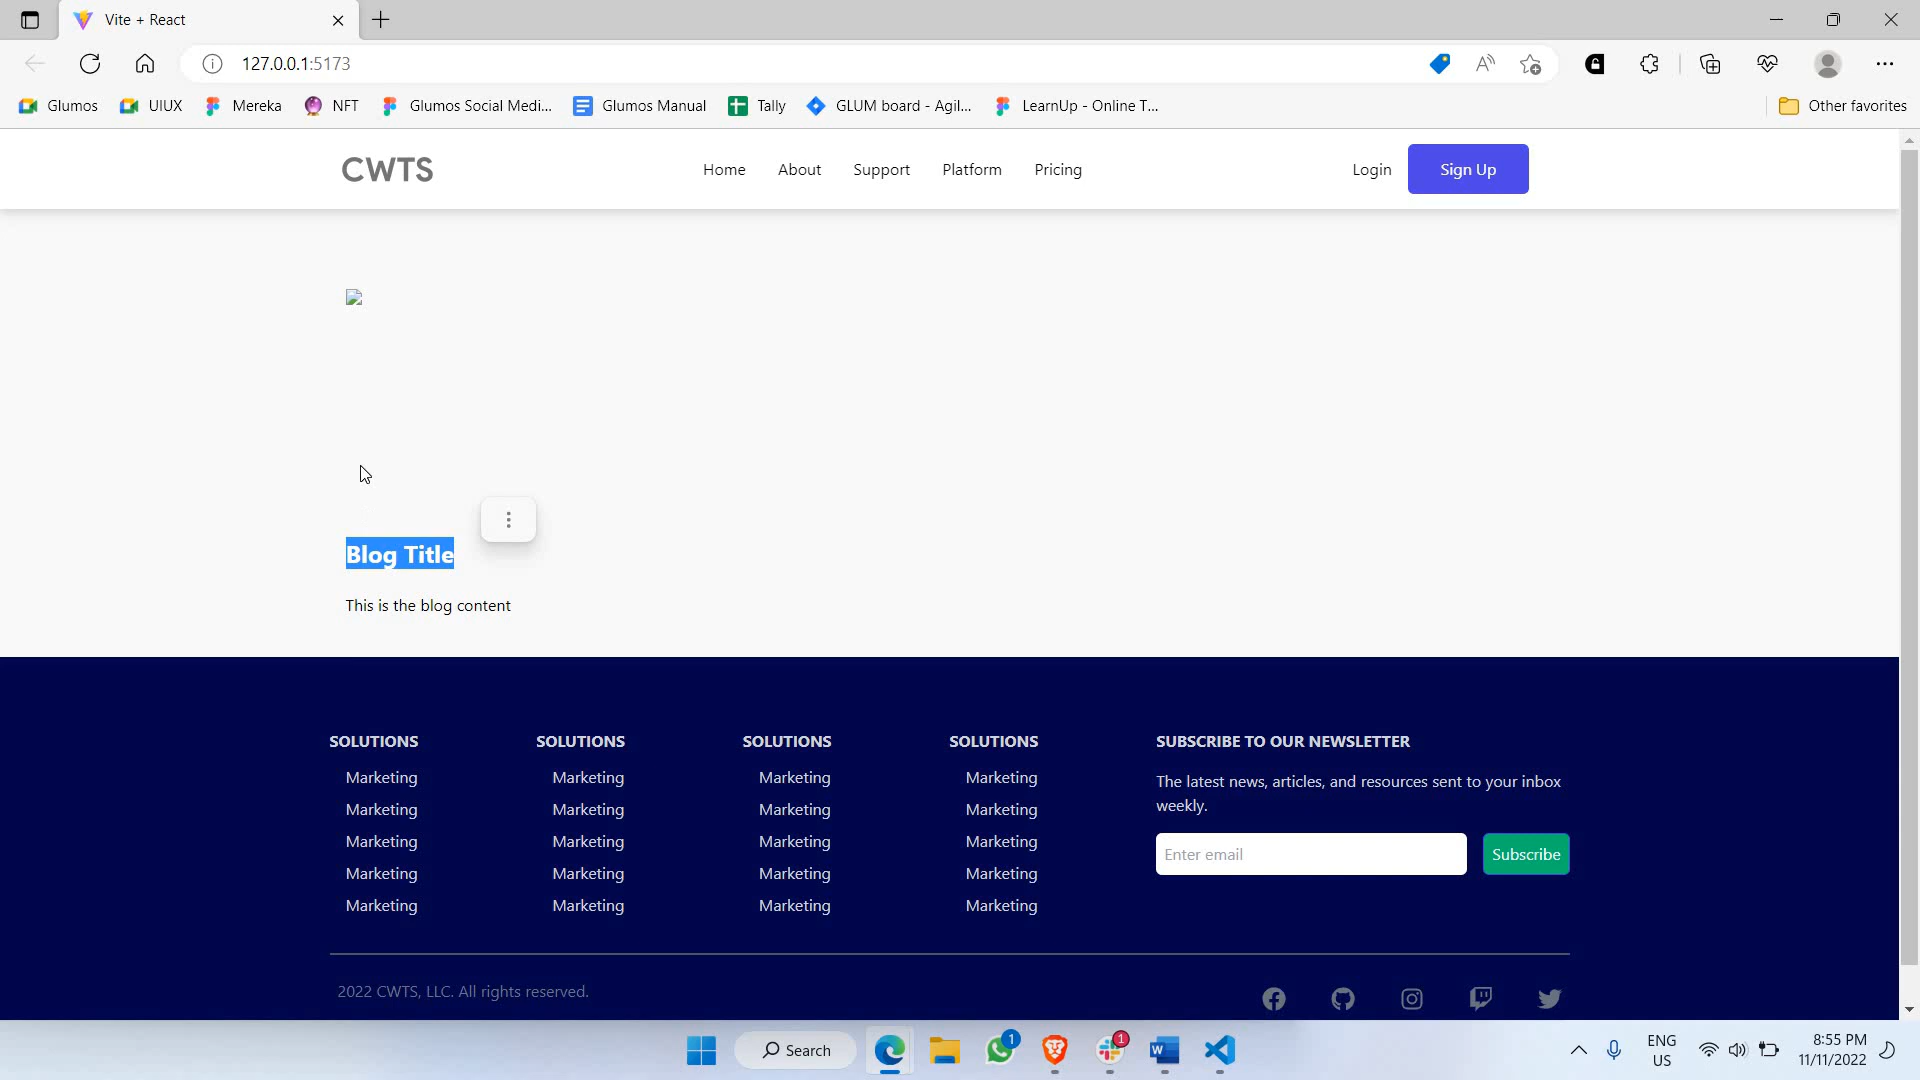 Vite + React
127.0.0.1:5173
Glumos UIUX Mereka NFT Glumos Social Medi... Glumos Manual Tally GLUM board - Agil... LearnUp - Online T... Other favorites
CWTS Home About Support Platform Pricing Login Sign Up
Blog Title
This is the blog content
SOLUTIONS SOLUTIONS SOLUTIONS SOLUTIONS SUBSCRIBE TO OUR NEWSLETTER
Marketing Marketing Marketing Marketing The latest news, articles, and resources sent to your inbox
Marketing Marketing Marketing Marketing weekly.
Marketing Marketing Marketing Marketing Enter email Subscribe
Marketing Marketing Marketing Marketing
Marketing Marketing Marketing Marketing
2022 CWTS, LLC. All rights reserved.
Search 1 1 ENG 8:55 PM
US 11/11/2022